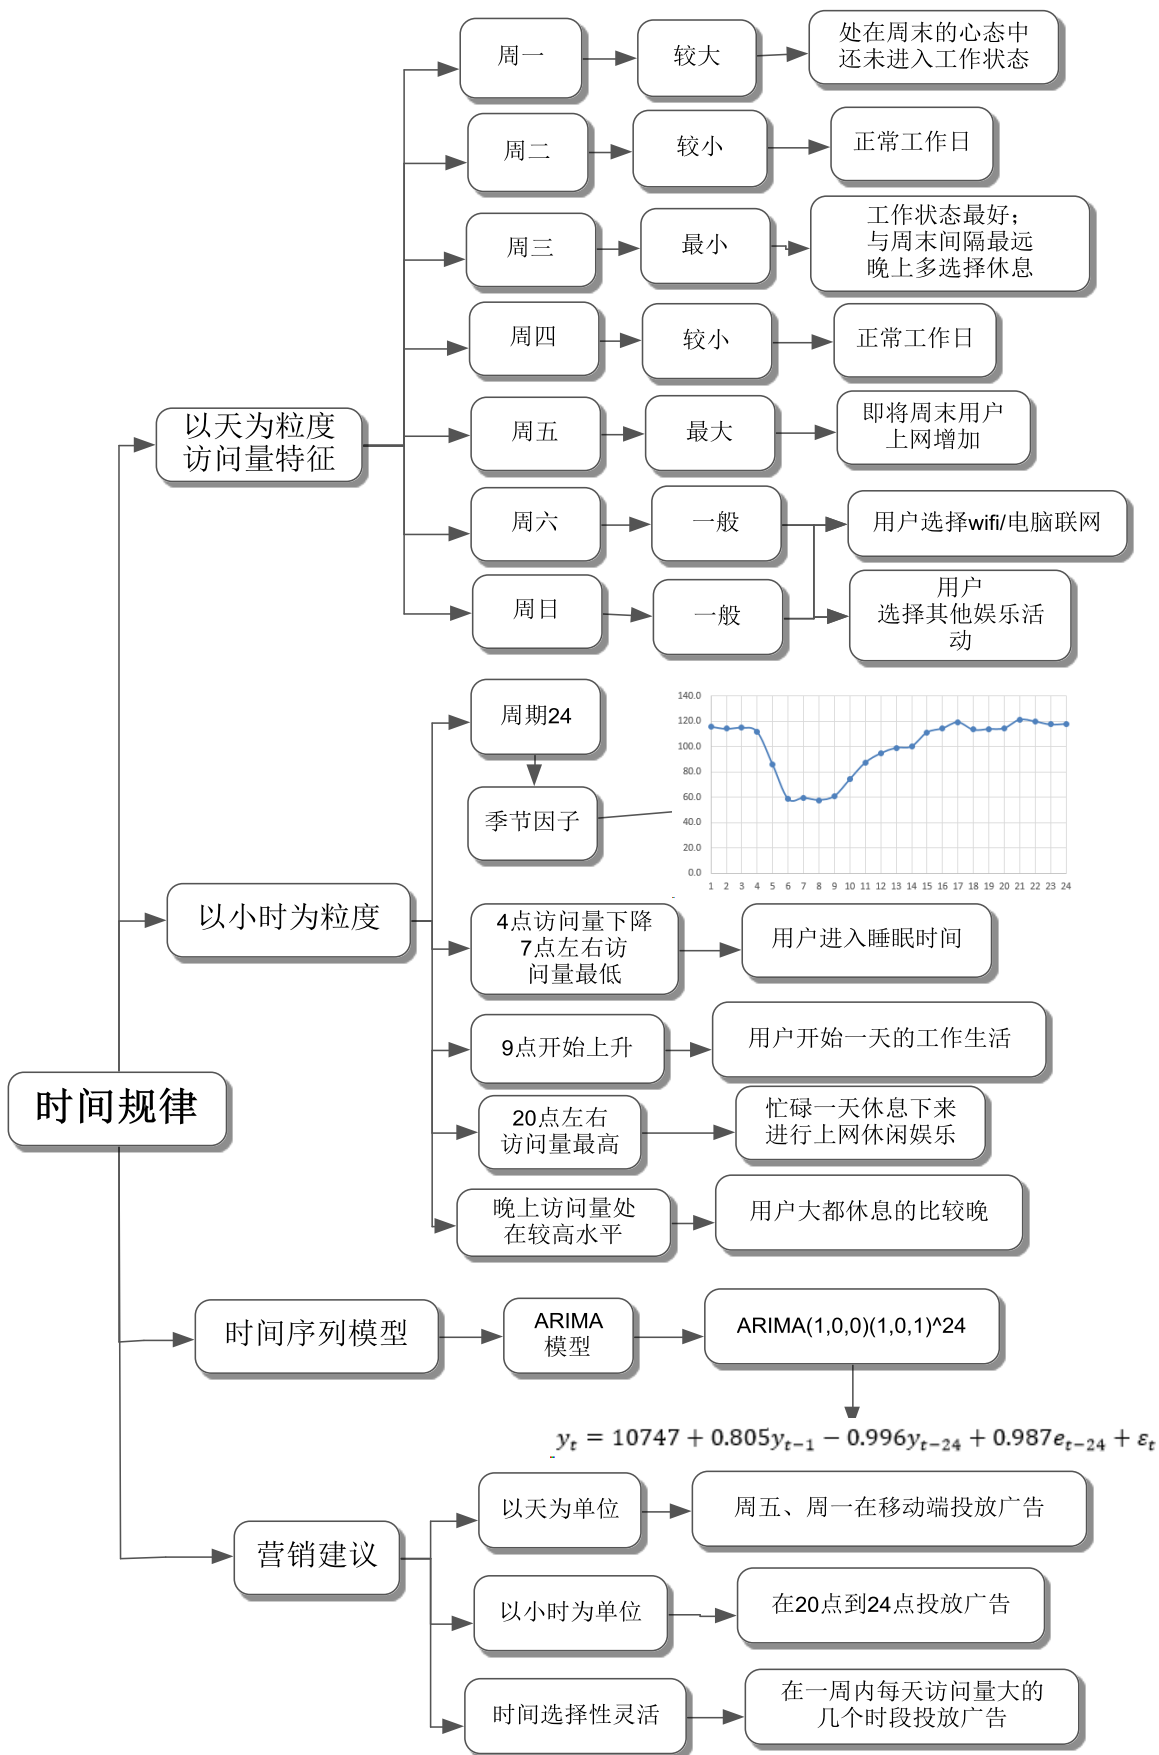 时间规律
以天为粒度
访问量特征
周一
较大
处在周末的心态中
还未进入工作状态
周二
较小
正常工作日
周三
最小
工作状态最好；
与周末间隔最远
晚上多选择休息
周四
较小
正常工作日
周五
最大
即将周末用户
上网增加
周六
一般
用户选择wifi/电脑联网
周日
一般
用户
选择其他娱乐活
动
以小时为粒度
周期24
季节因子
140.0
120.0
100.0
80.0
60.0
40.0
20.0
0.0
1 2 3 4 5 6 7 8 9 10 11 12 13 14 15 16 17 18 19 20 21 22 23 24
4点访问量下降
7点左右访
问量最低
用户进入睡眠时间
9点开始上升
用户开始一天的工作生活
20点左右
访问量最高
忙碌一天休息下来
进行上网休闲娱乐
晚上访问量处
在较高水平
用户大都休息的比较晚
时间序列模型
ARIMA
模型
ARIMA(1,0,0)(1,0,1)^24
y_t = 10747 + 0.805y_{t−1} − 0.996y_{t−24} + 0.987e_{t−24} + ε_t
营销建议
以天为单位
周五、周一在移动端投放广告
以小时为单位
在20点到24点投放广告
时间选择性灵活
在一周内每天访问量大的
几个时段投放广告